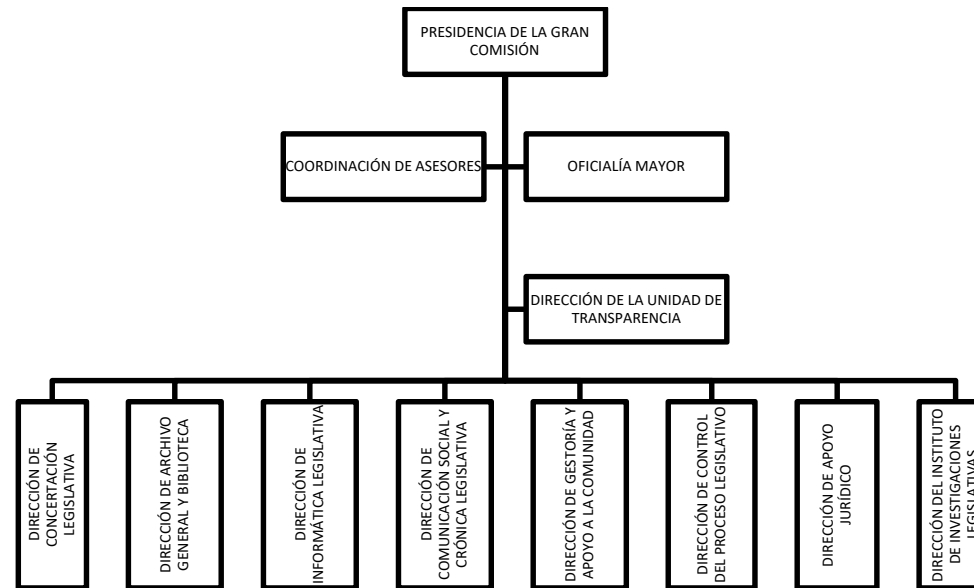 PRESIDENCIA DE LA GRAN
COMISIÓN
COORDINACIÓN DE ASESORES
OFICIALÍA MAYOR
DIRECCIÓN DE LA UNIDAD DE
TRANSPARENCIA
DIRECCIÓN DE
CONCERTACIÓN
LEGISLATIVA
DIRECCIÓN DE ARCHIVO
GENERAL Y BIBLIOTECA
DIRECCIÓN DE
INFORMÁTICA LEGISLATIVA
DIRECCIÓN DE
COMUNICACIÓN SOCIAL Y
CRÓNICA LEGISLATIVA
DIRECCIÓN DE GESTORÍA Y
APOYO A LA COMUNIDAD
DIRECCIÓN DE CONTROL
DEL PROCESO LEGISLATIVO
DIRECCIÓN DE APOYO
JURÍDICO
DIRECCIÓN DEL INSTITUTO
DE INVESTIGACIONES
LEGISLATIVAS